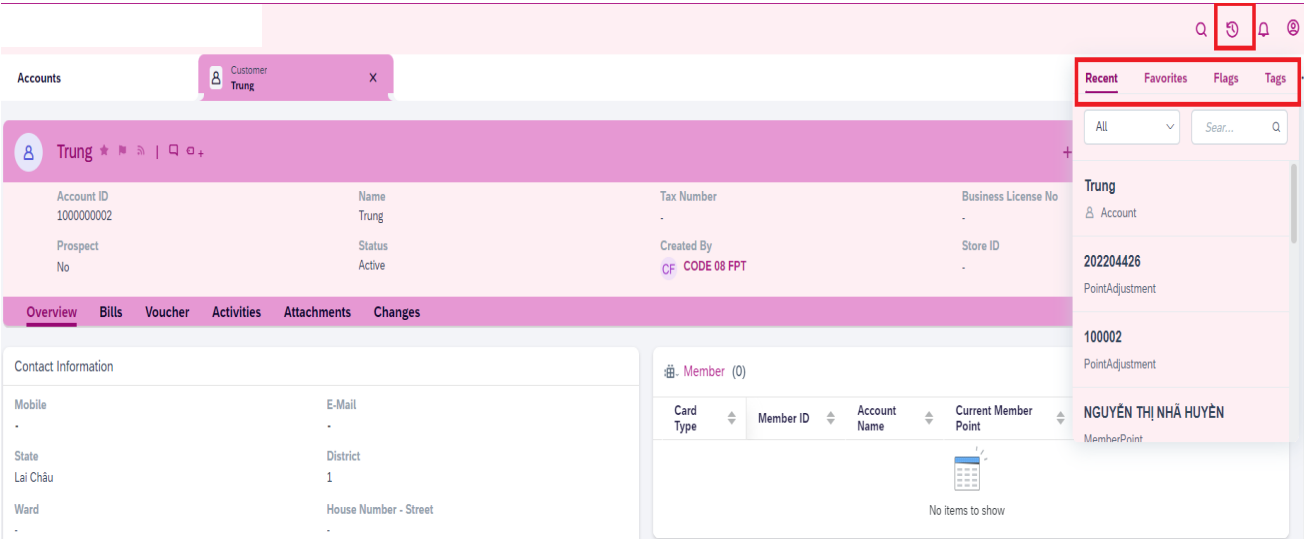 Accounts
Customer
Trung
X
Recent Favorites Flags Tags
All
Sear...
Trung
Account
202204426
PointAdjustment
100002
PointAdjustment
NGUYỄN THỊ NHÃ HUYỀN
MemberPoint
Trung
Account ID Name Tax Number Business License No
1000000002 Trung - -
Prospect Status Created By Store ID
No Active CF CODE 08 FPT -
Overview Bills Voucher Activities Attachments Changes
Contact Information
Mobile E-Mail
- -
State District
Lai Châu 1
Ward House Number - Street
- -
Member (0)
Card Type Member ID Account Name Current Member Point
No items to show